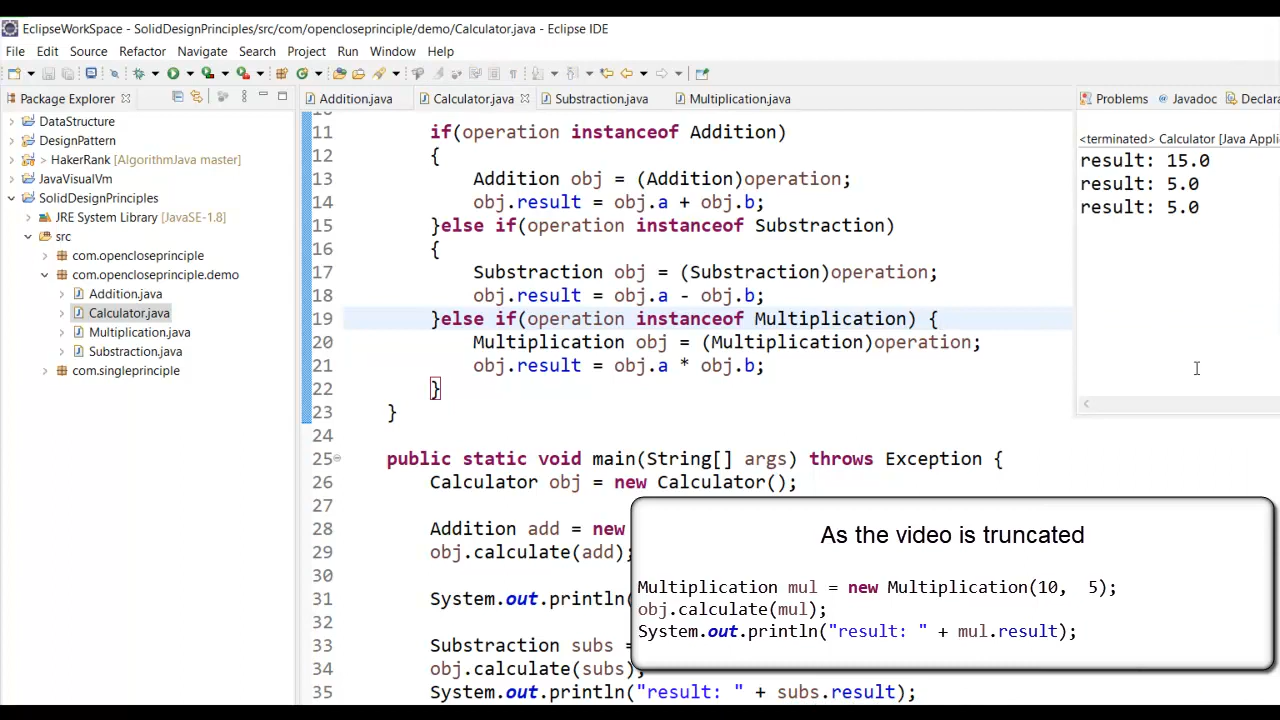 EclipseWorkSpace - SolidDesignPrinciples/src/com/opencloseprinciple/demo/Calculator.java - Eclipse IDE
File Edit Source Refactor Navigate Search Project Run Window Help
Package Explorer
Addition.java
Calculator.java
Substraction.java
Multiplication.java
Problems
Javadoc
Declara
DataStructure
DesignPattern
> HakerRank [AlgorithmJava master]
JavaVisualVm
SolidDesignPrinciples
JRE System Library [JavaSE-1.8]
src
com.opencloseprinciple
com.opencloseprinciple.demo
Addition.java
Calculator.java
Multiplication.java
Substraction.java
com.singleprinciple
11 if(operation instanceof Addition)
12 {
13 Addition obj = (Addition)operation;
14 obj.result = obj.a + obj.b;
15 }else if(operation instanceof Substraction)
16 {
17 Substraction obj = (Substraction)operation;
18 obj.result = obj.a - obj.b;
19 }else if(operation instanceof Multiplication) {
20 Multiplication obj = (Multiplication)operation;
21 obj.result = obj.a * obj.b;
22 }
23 }
24
25 public static void main(String[] args) throws Exception {
26 Calculator obj = new Calculator();
27
28 Addition add = new
29 obj.calculate(add);
30
31 System.out.println(
32
33 Substraction subs =
34 obj.calculate(subs);
35 System.out.println("result: " + subs.result);
<terminated> Calculator [Java Appli
result: 15.0
result: 5.0
result: 5.0
As the video is truncated
Multiplication mul = new Multiplication(10, 5);
obj.calculate(mul);
System.out.println("result: " + mul.result);